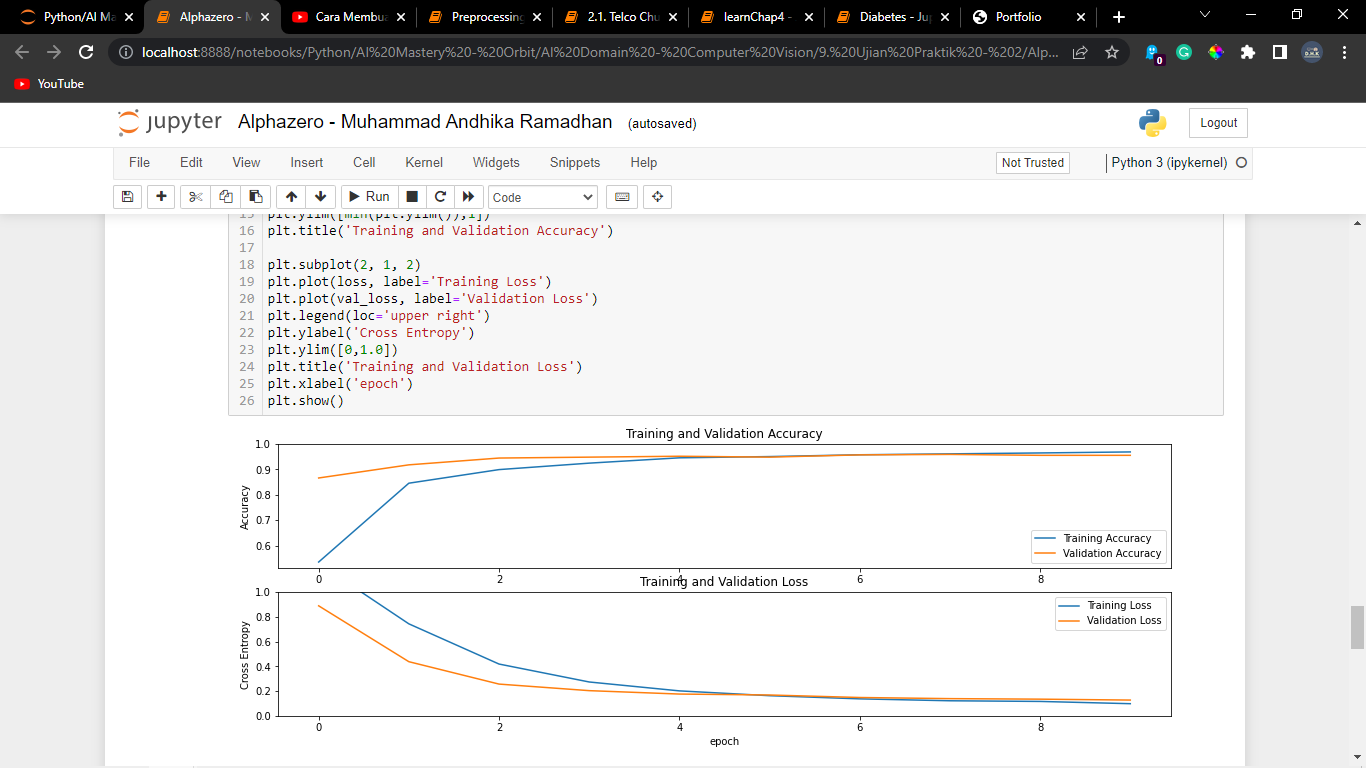 Python/AI Ma
Alphazero - M
Cara Membua
Preprocessing
2.1. Telco Chu
learnChap4 -
Diabetes - Ju
Portfolio
localhost:8888/notebooks/Python/AI%20Mastery%20-%20Orbit/AI%20Domain%20-%20Computer%20Vision/9.%20Ujian%20Praktik%20-%202/Alp...
0
YouTube
jupyter Alphazero - Muhammad Andhika Ramadhan (autosaved)
Logout
File Edit View Insert Cell Kernel Widgets Snippets Help
Not Trusted
Python 3 (ipykernel)
Run
Code
15 plt.ylim([min(plt.ylim()),1])
16 plt.title('Training and Validation Accuracy')
17
18 plt.subplot(2, 1, 2)
19 plt.plot(loss, label='Training Loss')
20 plt.plot(val_loss, label='Validation Loss')
21 plt.legend(loc='upper right')
22 plt.ylabel('Cross Entropy')
23 plt.ylim([0,1.0])
24 plt.title('Training and Validation Loss')
25 plt.xlabel('epoch')
26 plt.show()
Training and Validation Accuracy
1.0
0.9
0.8
0.7
0.6
Accuracy
Training Accuracy
Validation Accuracy
0 2 4 6 8
Training and Validation Loss
1.0
0.8
0.6
0.4
0.2
0.0
Cross Entropy
Training Loss
Validation Loss
0 2 4 6 8
epoch